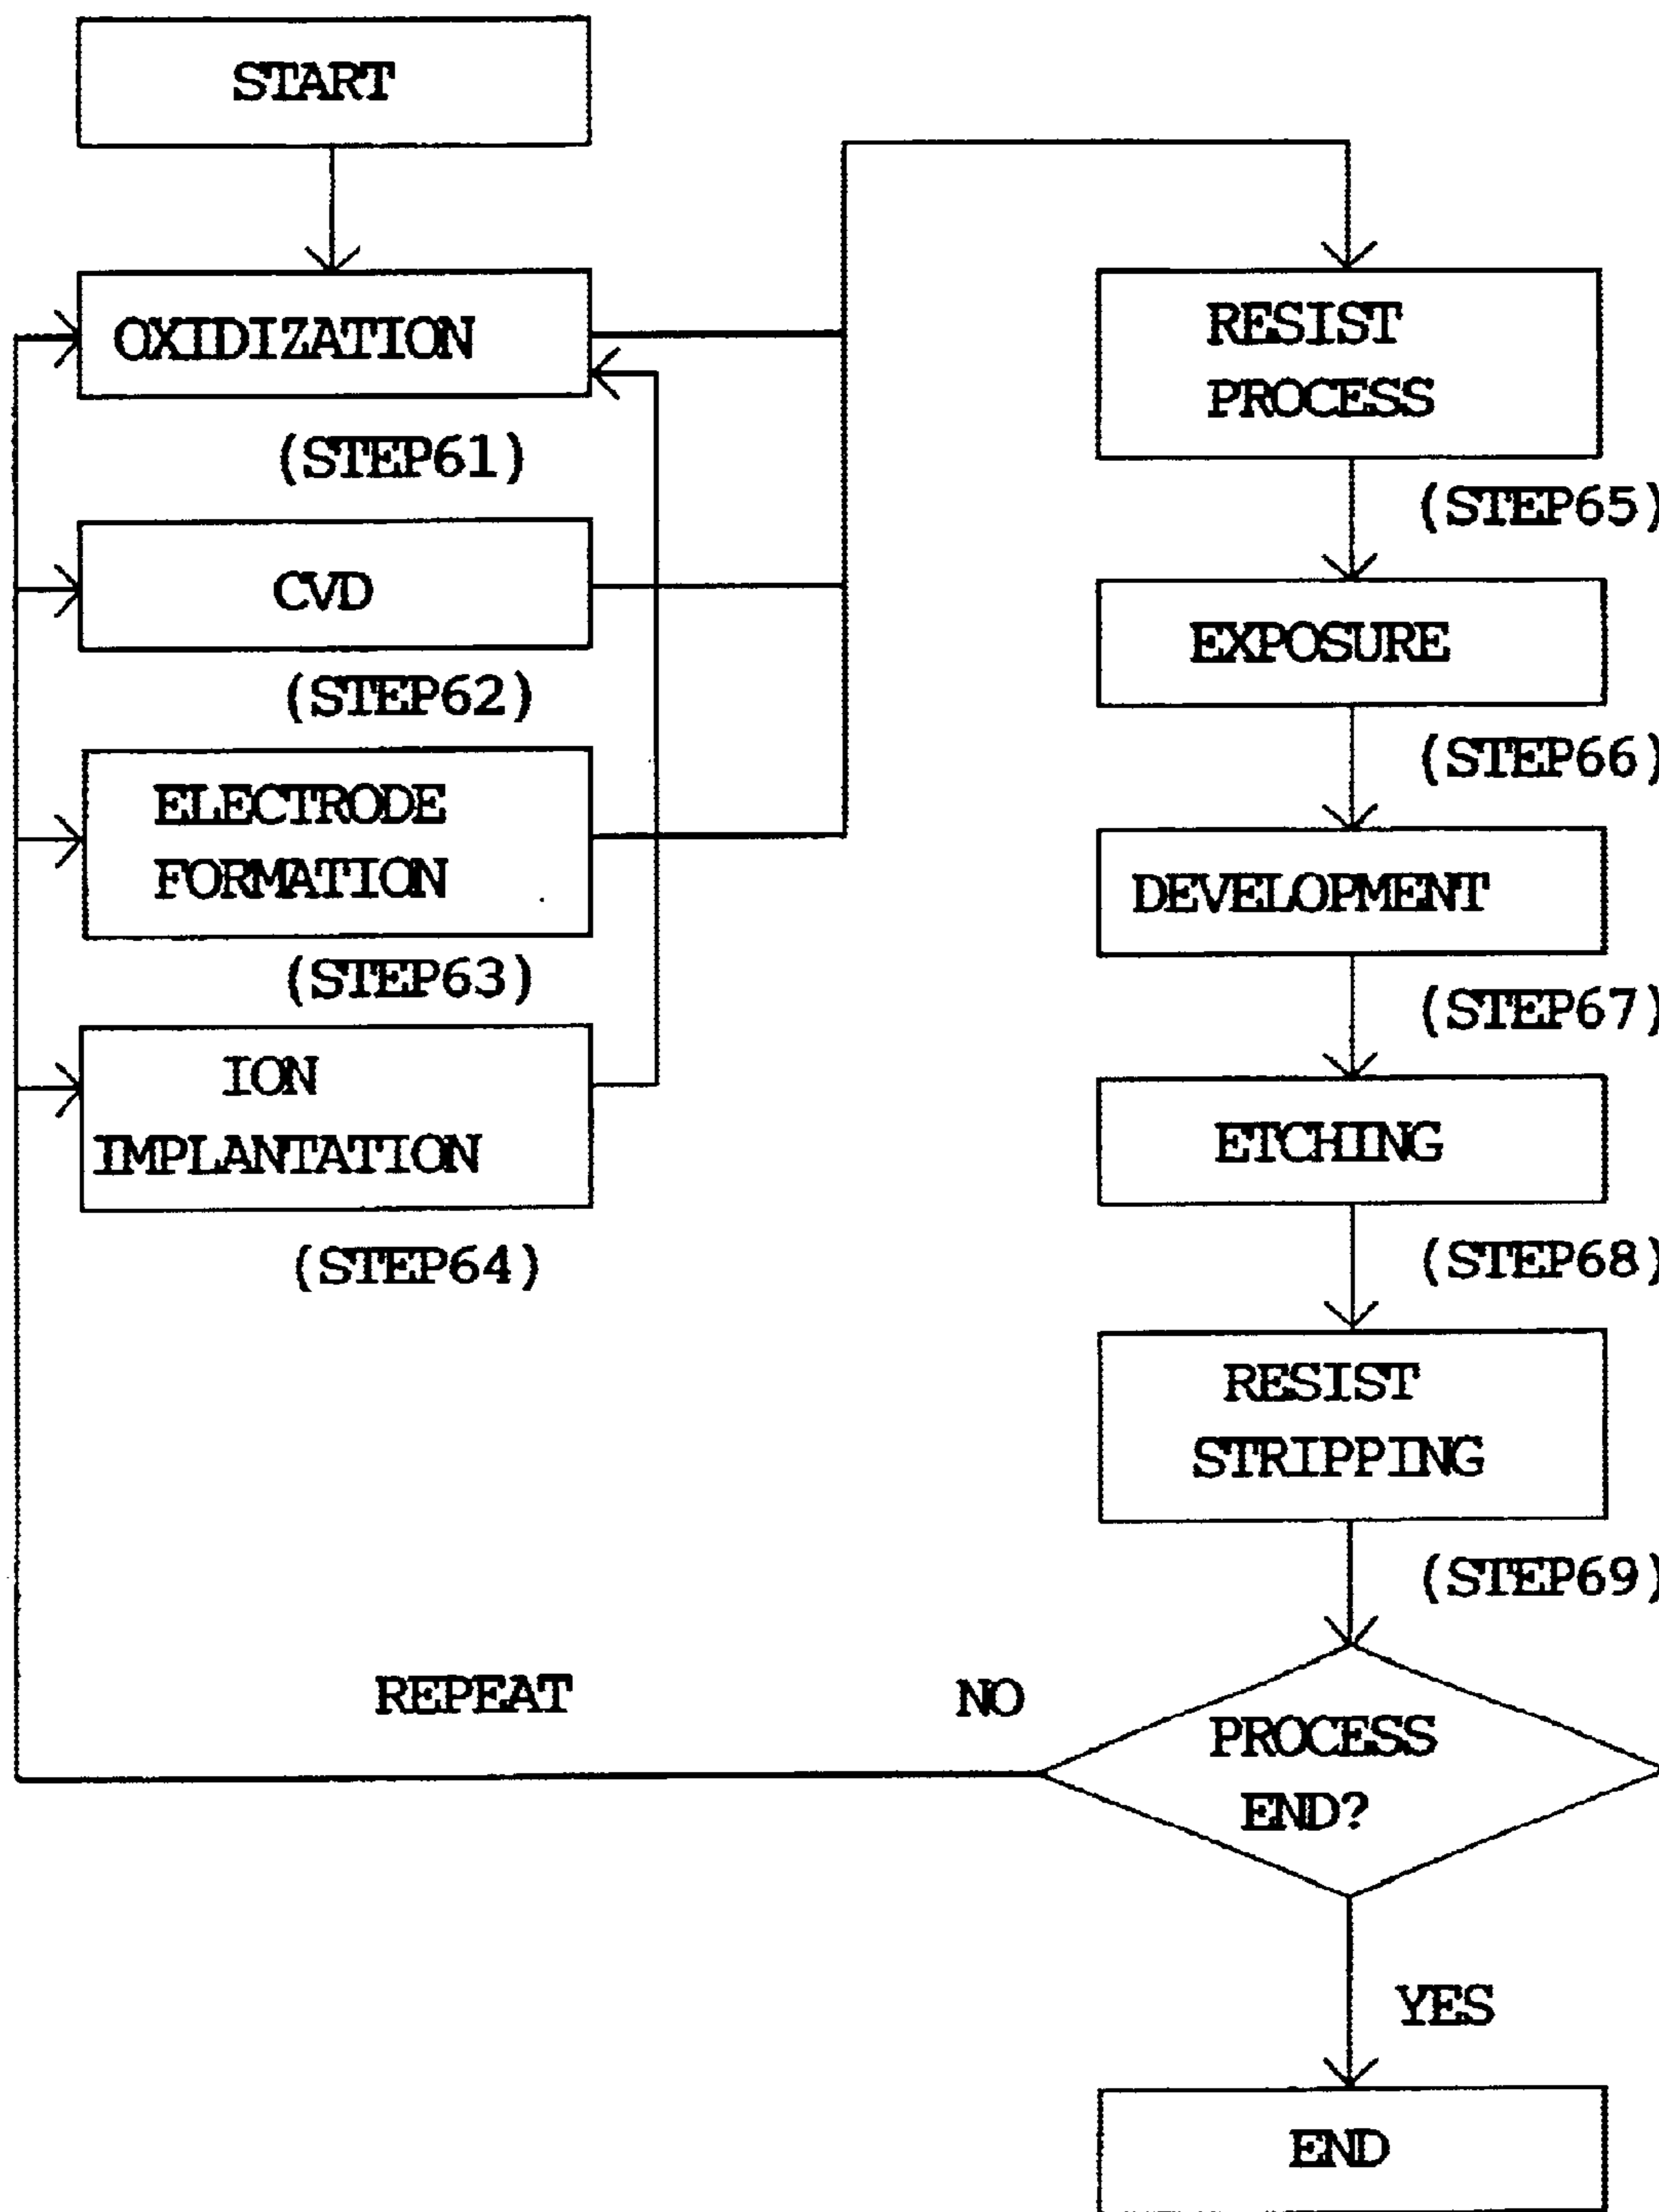 START
OXIDIZATION
(STEP61)
CVD
(STEP62)
ELECTRODE
FORMATION
(STEP63)
ION
IMPLANTATION
(STEP64)
RESIST
PROCESS
(STEP65)
EXPOSURE
(STEP66)
DEVELOPMENT
(STEP67)
ETCHING
(STEP68)
RESIST
STRIPPING
(STEP69)
REPEAT
NO
PROCESS
END?
YES
END